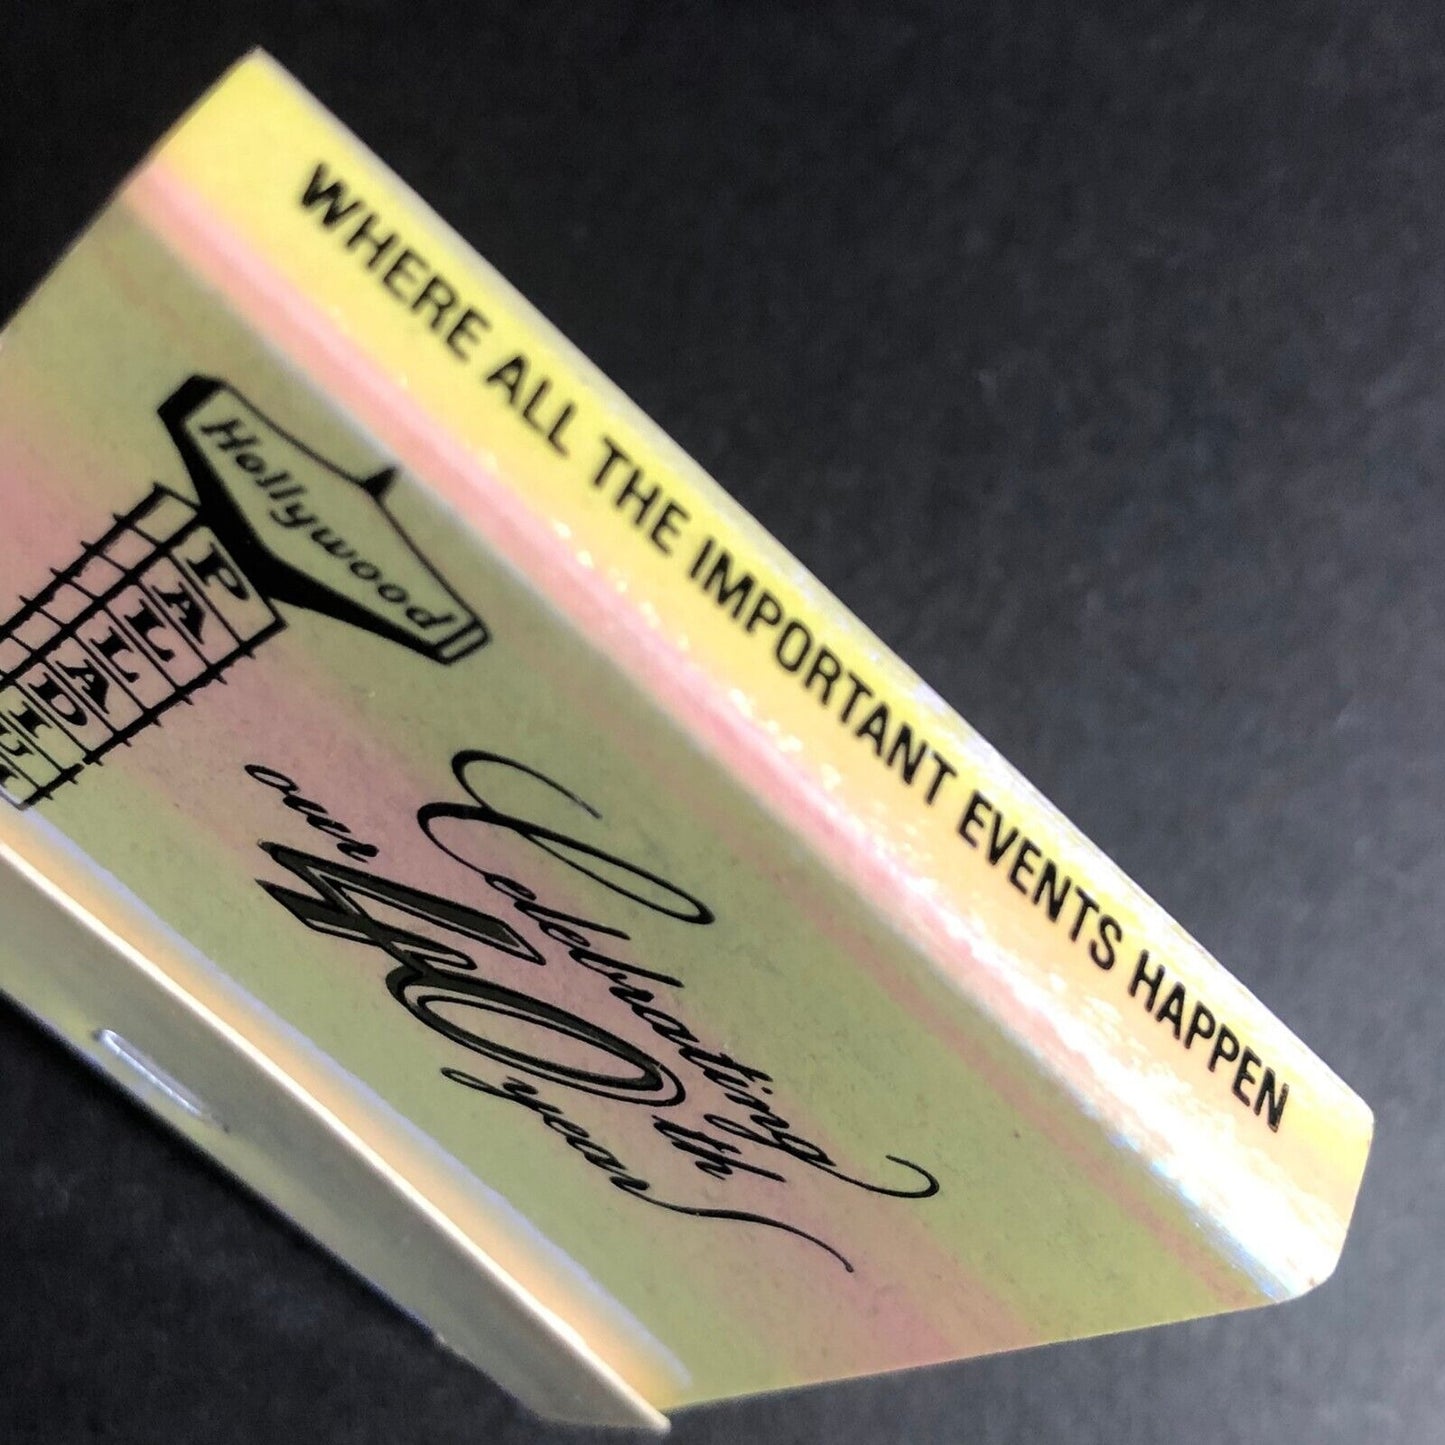 WHERE ALL THE IMPORTANT EVENTS HAPPEN
Hollywood
PALLADIUM
Celebrating
our 40th
year